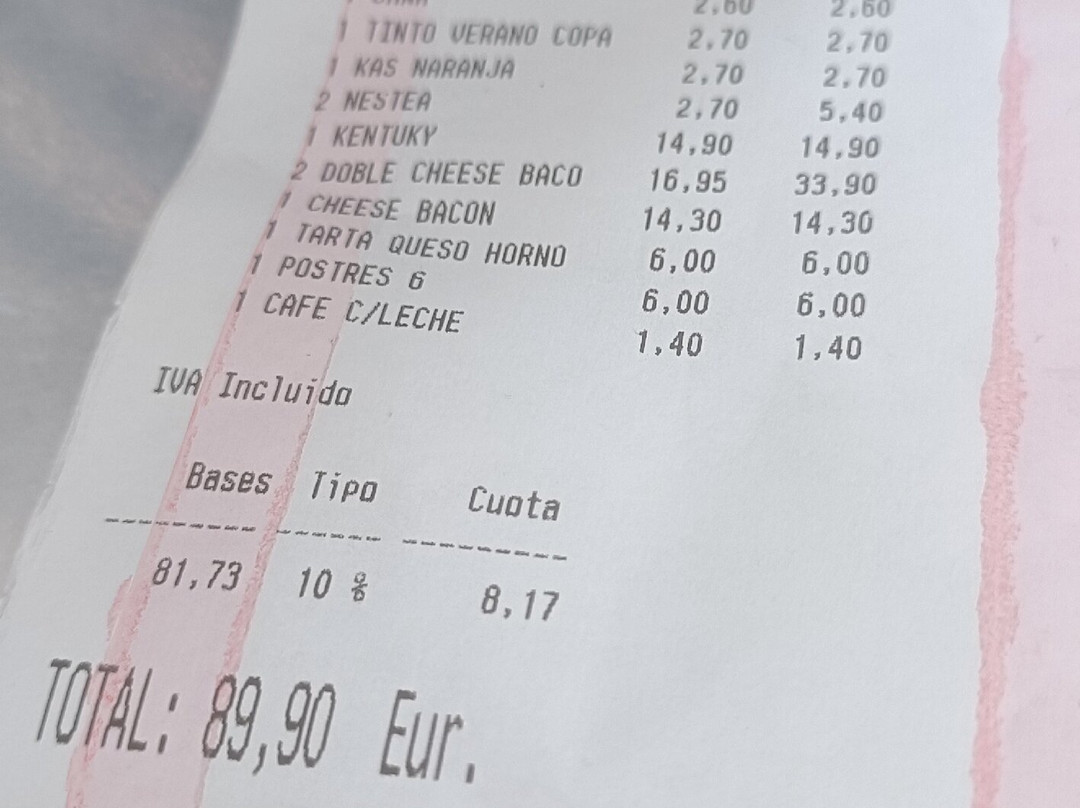 2,60 2,60
1 TINTO VERANO COPA 2,70 2,70
1 KAS NARANJA 2,70 2,70
2 NESTEA 2,70 5,40
1 KENTUKY 14,90 14,90
2 DOBLE CHEESE BACO 16,95 33,90
1 CHEESE BACON 14,30 14,30
1 TARTA QUESO HORNO 6,00 6,00
1 POSTRES 6 6,00 6,00
1 CAFE C/LECHE 1,40 1,40
IVA Incluido
Bases Tipo Cuota
81,73 10 % 8,17
TOTAL: 89,90 Eur.